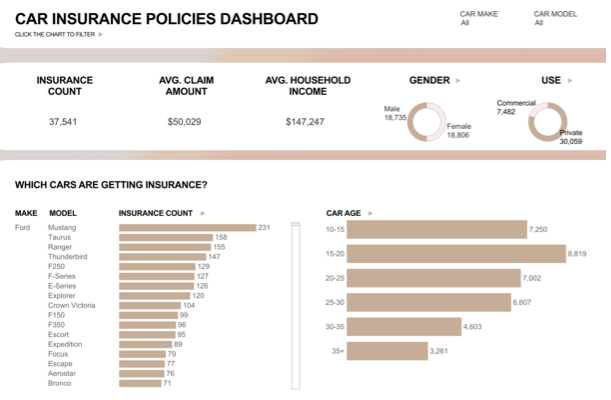 CAR INSURANCE POLICIES DASHBOARD
CLICK THE CHART TO FILTER ►
CAR MAKE
All
CAR MODEL
All
INSURANCE
COUNT
37,541
AVG. CLAIM
AMOUNT
$50,029
AVG. HOUSEHOLD
INCOME
$147,247
GENDER ►
Male
18,735
Female
18,806
USE ►
Commercial
7,482
Private
30,059
WHICH CARS ARE GETTING INSURANCE?
MAKE MODEL INSURANCE COUNT ►
Ford Mustang 231
Taurus 158
Ranger 155
Thunderbird 147
F250 129
F-Series 127
E-Series 126
Explorer 120
Crown Victoria 104
F150 99
F350 96
Escort 95
Expedition 89
Focus 79
Escape 77
Aerostar 76
Bronco 71
CAR AGE ►
10-15 7,250
15-20 8,819
20-25 7,002
25-30 6,607
30-35 4,603
35+ 3,261